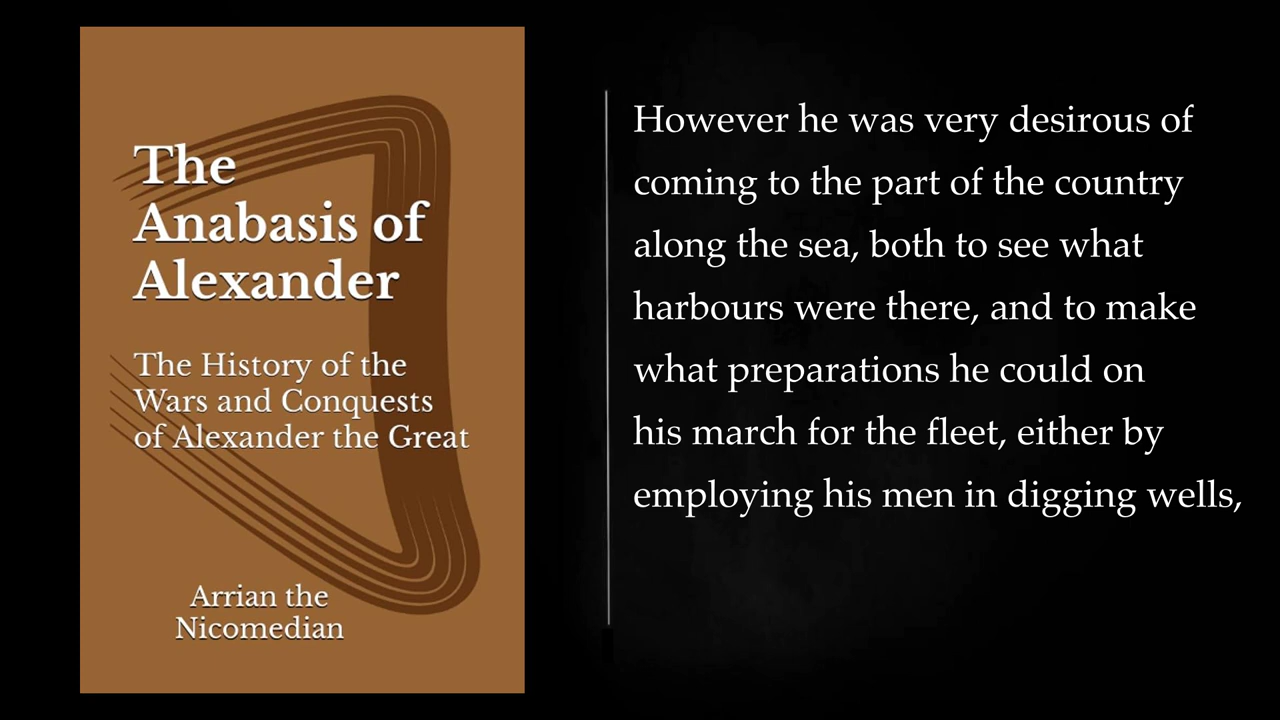 The
Anabasis of
Alexander
The History of the
Wars and Conquests
of Alexander the Great
Arrian the
Nicomedian
However he was very desirous of
coming to the part of the country
along the sea, both to see what
harbours were there, and to make
what preparations he could on
his march for the fleet, either by
employing his men in digging wells,